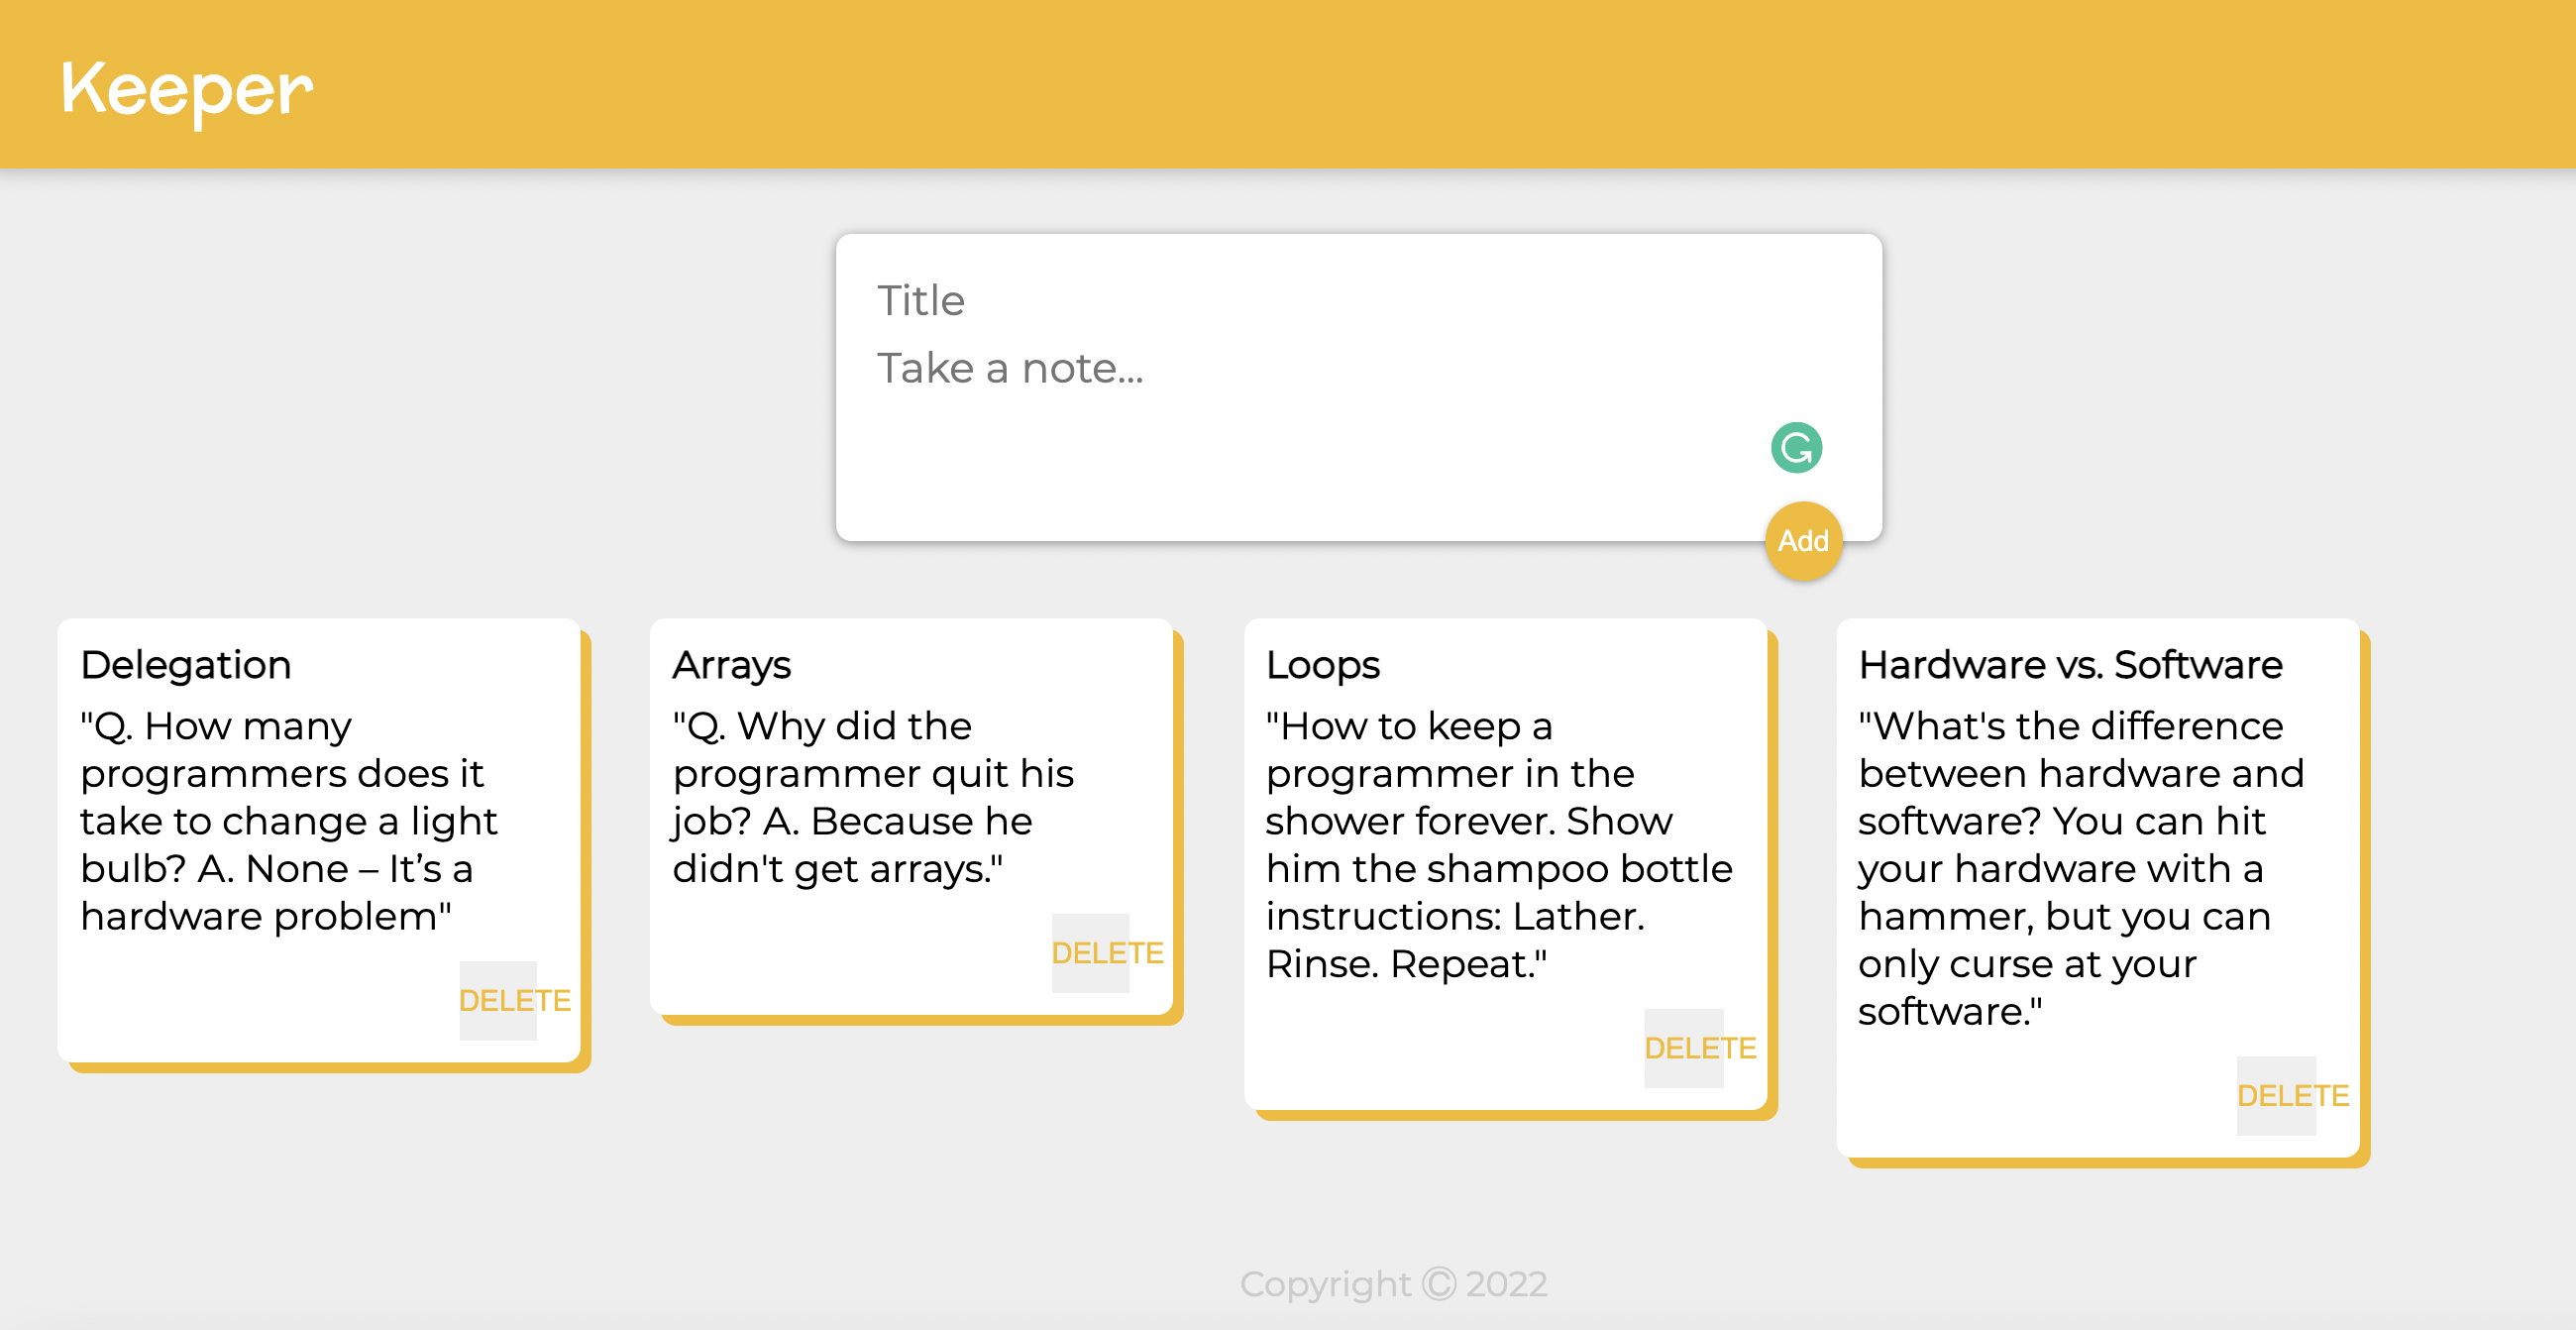 Keeper
Title
Take a note...
Add
Delegation
"Q. How many
programmers does it
take to change a light
bulb? A. None – It’s a
hardware problem"
DELETE
Arrays
"Q. Why did the
programmer quit his
job? A. Because he
didn't get arrays."
DELETE
Loops
"How to keep a
programmer in the
shower forever. Show
him the shampoo bottle
instructions: Lather.
Rinse. Repeat."
DELETE
Hardware vs. Software
"What's the difference
between hardware and
software? You can hit
your hardware with a
hammer, but you can
only curse at your
software."
DELETE
Copyright © 2022